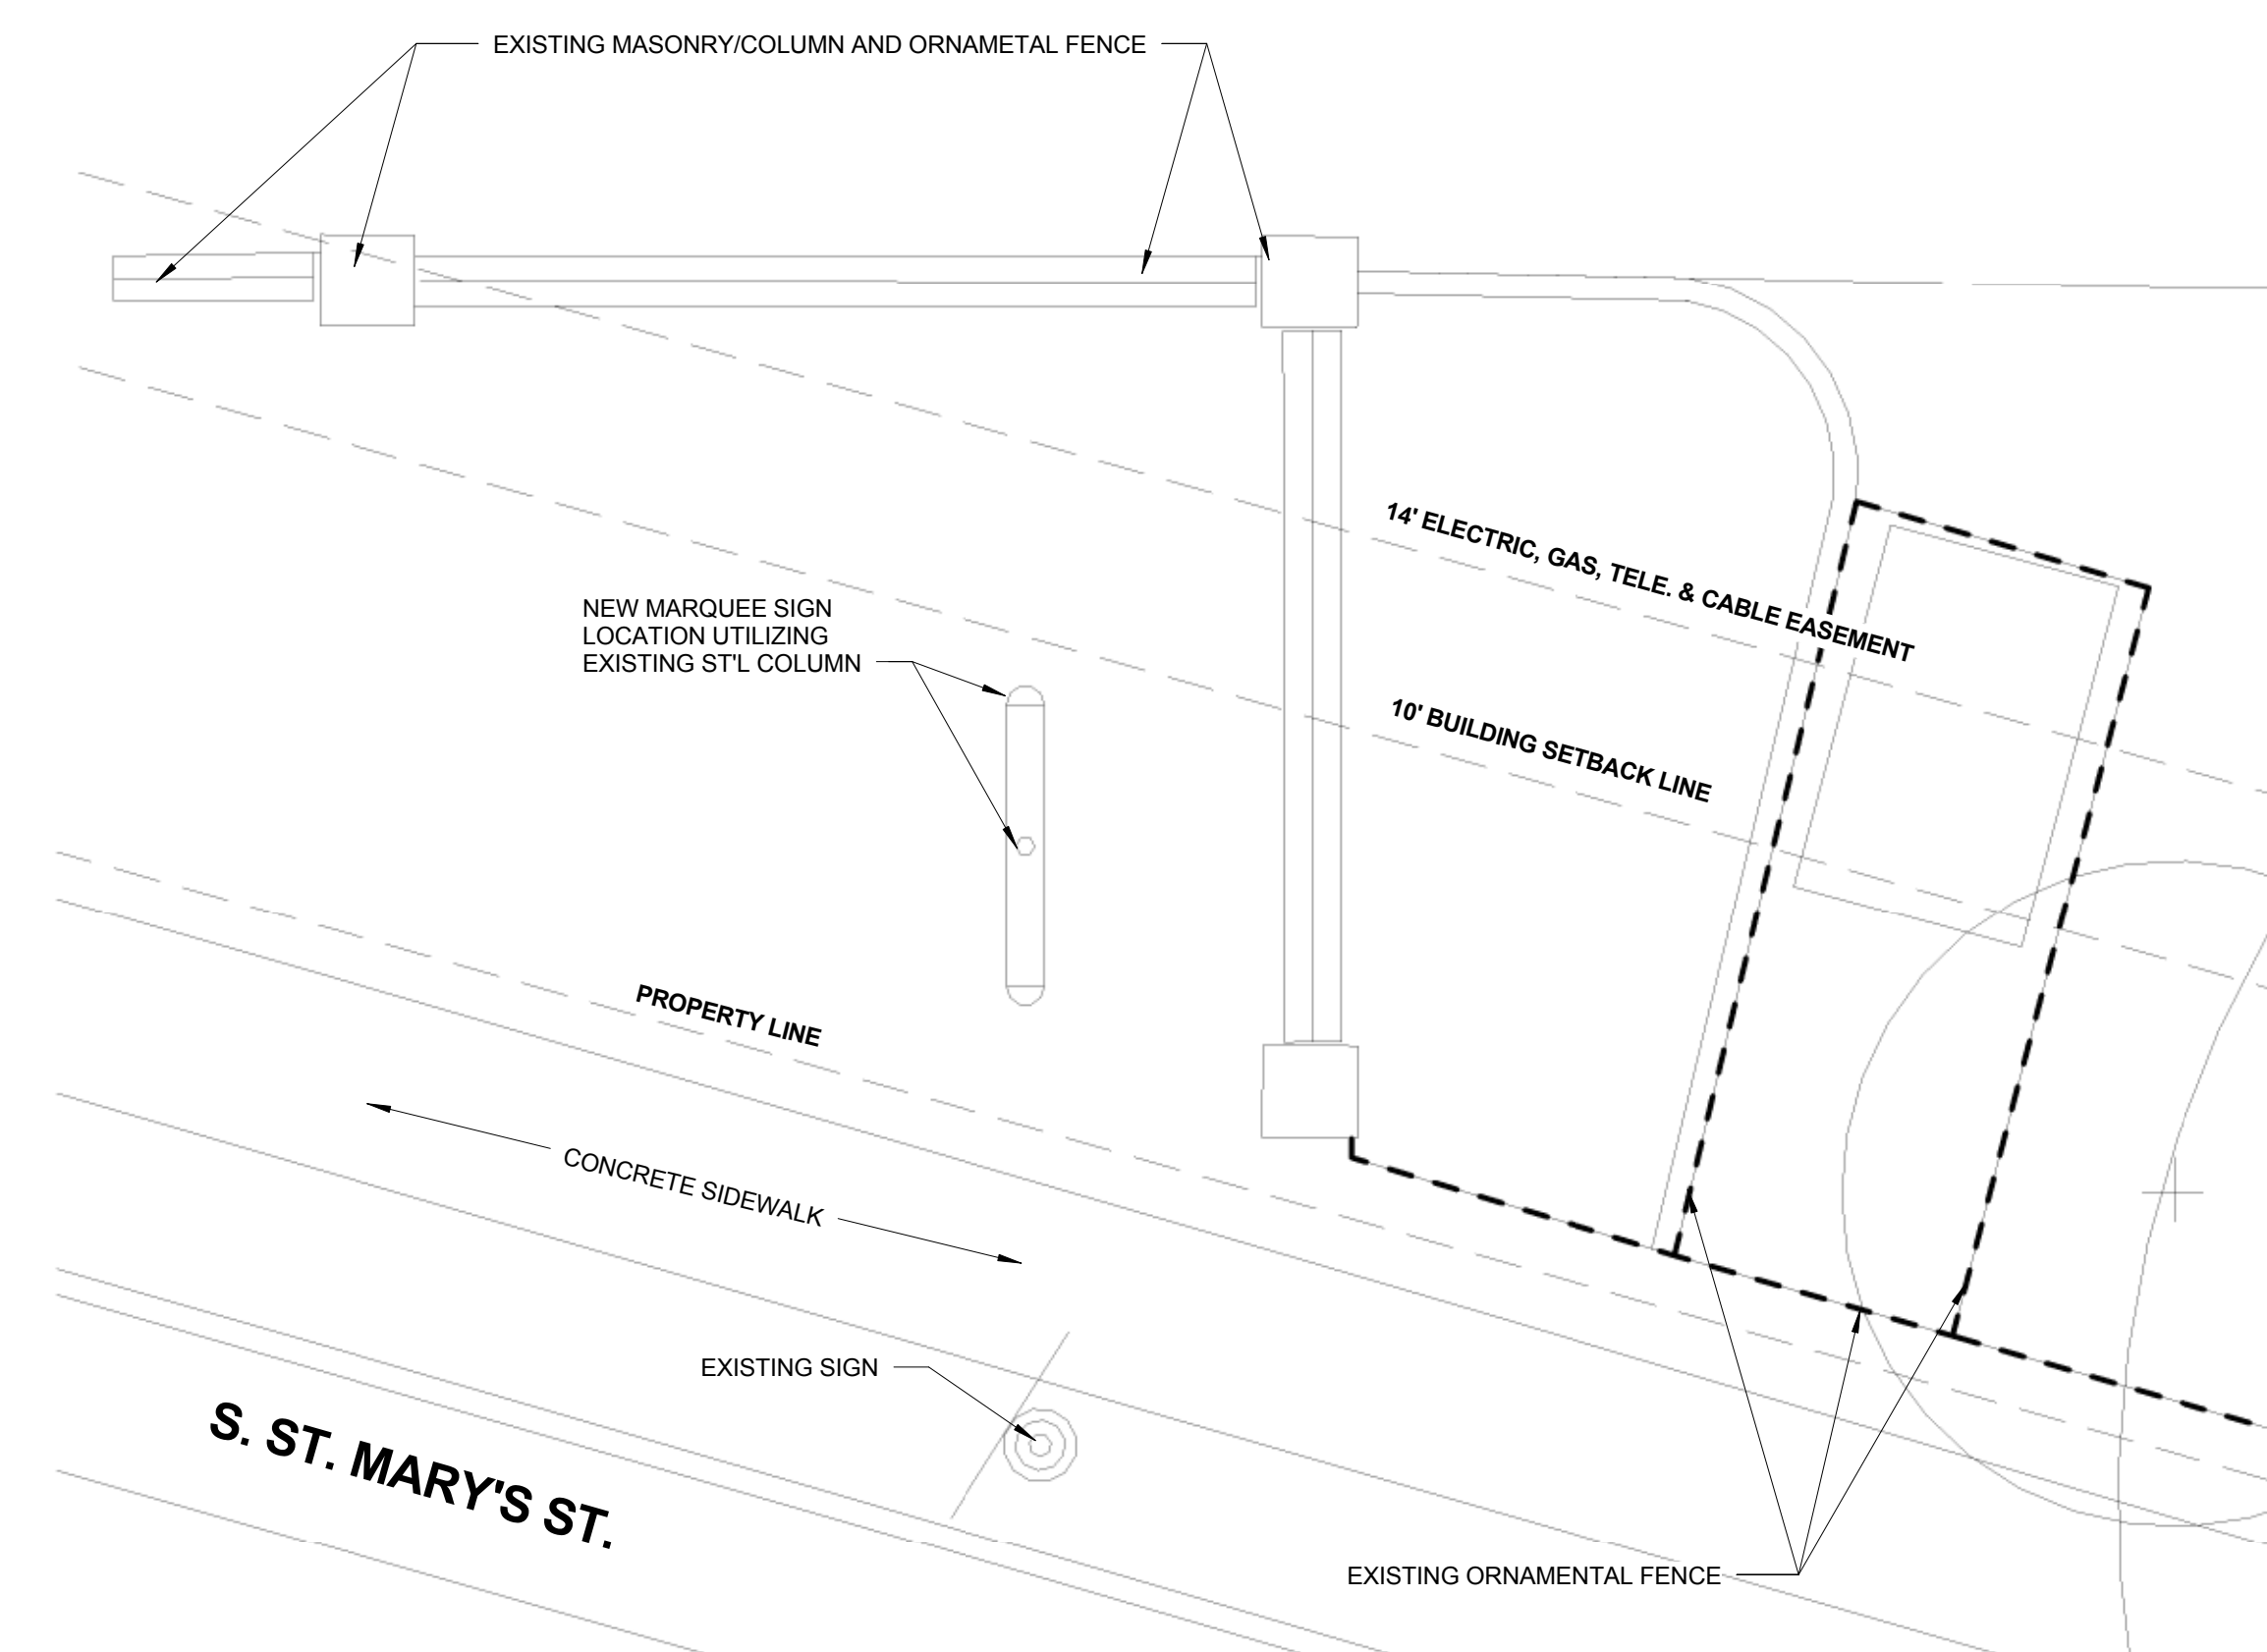 EXISTING MASONRY/COLUMN AND ORNAMETAL FENCE
14' ELECTRIC, GAS, TELE. & CABLE EASEMENT
NEW MARQUEE SIGN
LOCATION UTILIZING
EXISTING ST'L COLUMN
10' BUILDING SETBACK LINE
PROPERTY LINE
CONCRETE SIDEWALK
EXISTING SIGN
S. ST. MARY'S ST.
EXISTING ORNAMENTAL FENCE